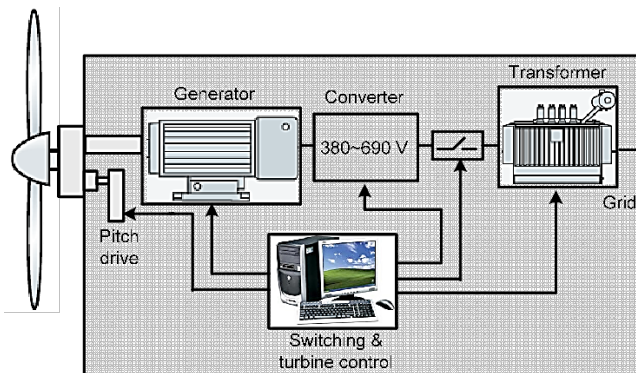 Transformer
Generator
Converter
380~690 V
Grid
Pitch
drive
Switching &
turbine control